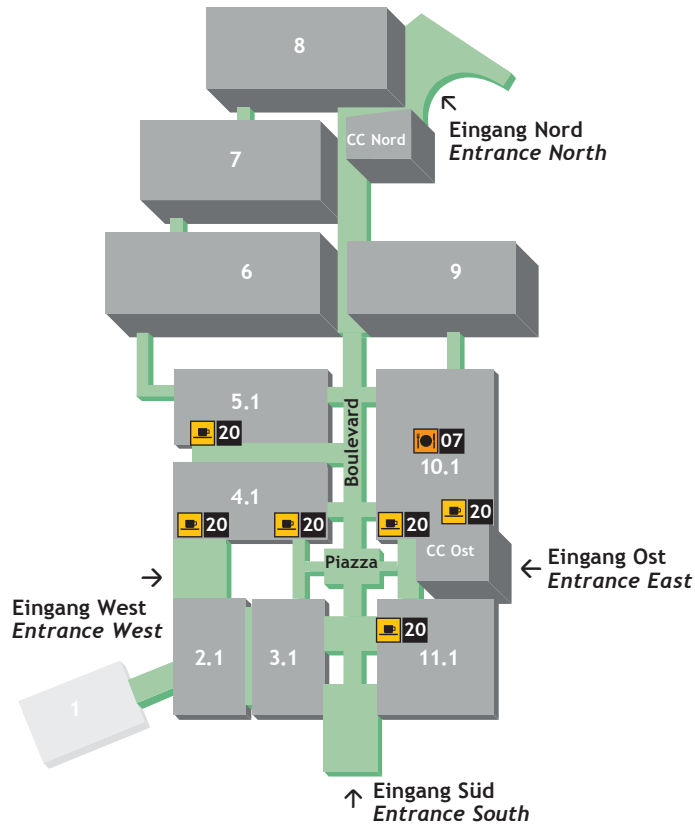 8
CC Nord
Eingang Nord
Entrance North
7
6
9
5.1
20
Boulevard
07
10.1
4.1
20
20
20
20
CC Ost
Piazza
Eingang Ost
Entrance East
Eingang West
Entrance West
20
2.1
3.1
11.1
1
Eingang Süd
Entrance South